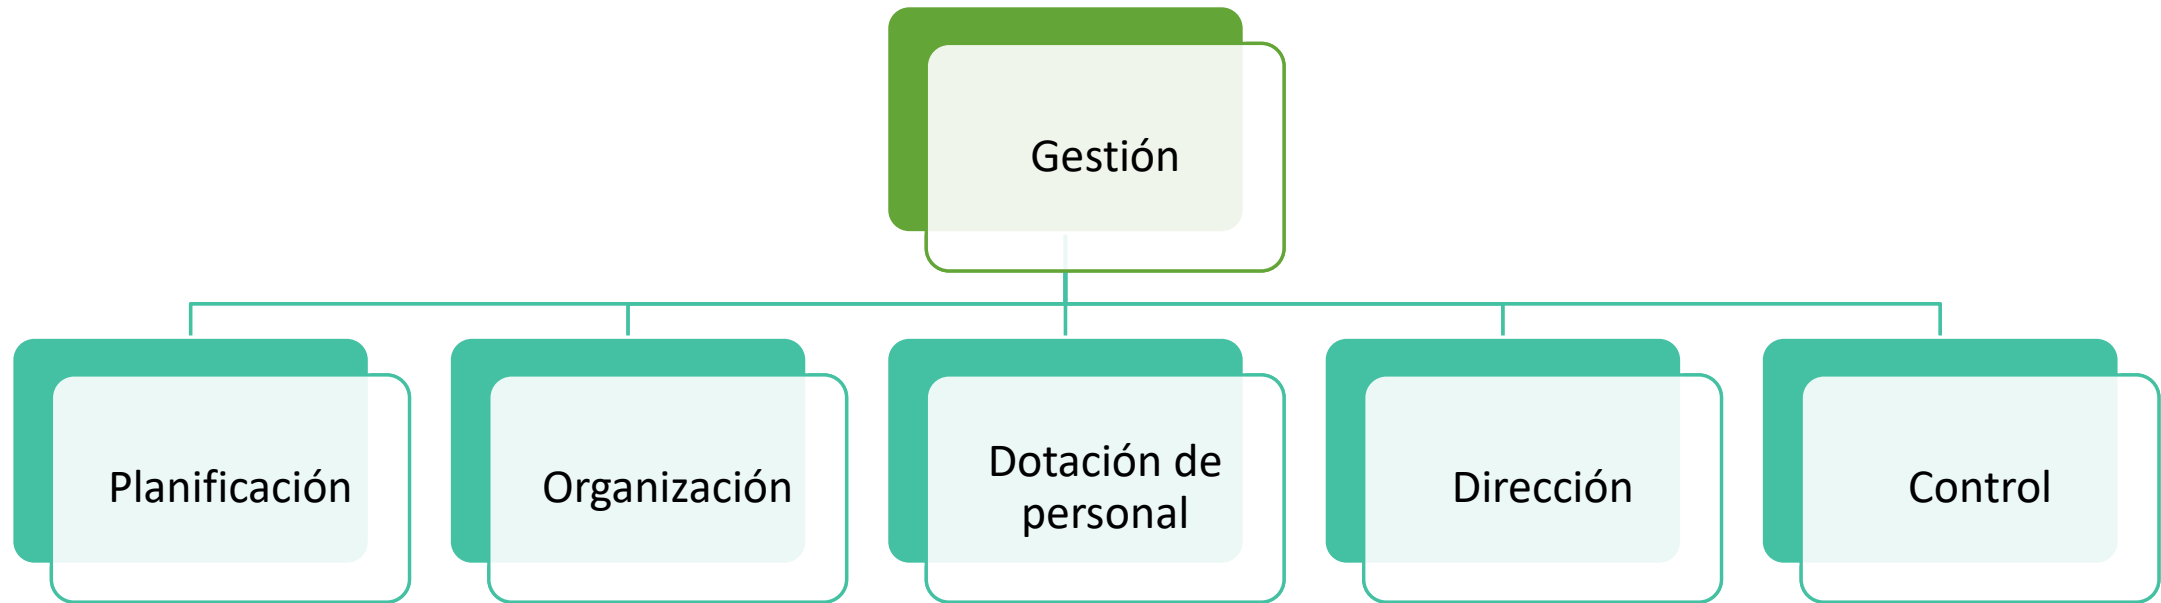 Gestión
Planificación
Organización
Dotación de
personal
Dirección
Control